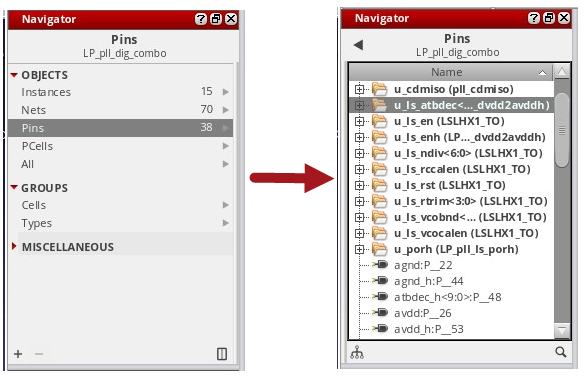 Navigator
Pins
LP_pll_dig_combo
OBJECTS
Instances 15
Nets 70
Pins 38
PCells
All
GROUPS
Cells
Types
MISCELLANEOUS
Navigator
Pins
LP_pll_dig_combo
Name
u_cdmiso (pll_cdmiso)
u_ls_atbdec<..._dvdd2avddh)
u_ls_en (LSLHX1_TO)
u_ls_enh (LP..._dvdd2avddh)
u_ls_ndiv<6:0> (LSLHX1_TO)
u_ls_rccalen (LSLHX1_TO)
u_ls_rst (LSLHX1_TO)
u_ls_rtrim<3:0> (LSLHX1_TO)
u_ls_vcobnd<... (LSLHX1_TO)
u_ls_vcocalen (LSLHX1_TO)
u_porh (LP_pll_ls_porh)
agnd:P__22
agnd_h:P__44
atbdec_h<9:0>:P__48
avdd:P__26
avdd_h:P__53